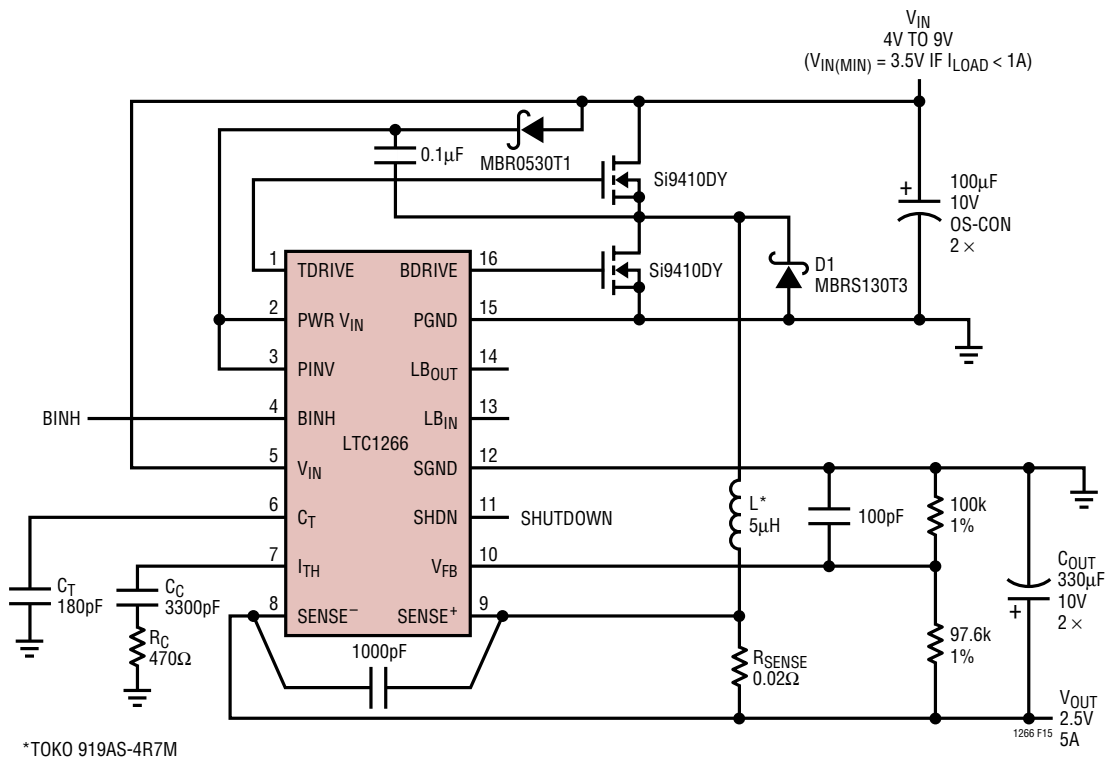 V_IN
4V TO 9V
(V_IN(MIN) = 3.5V IF I_LOAD < 1A)
0.1µF
MBR0530T1
Si9410DY
+
100µF
10V
OS-CON
2 ×
1
TDRIVE
BDRIVE
16
Si9410DY
D1
MBRS130T3
2
PWR V_IN
PGND
15
3
PINV
LB_OUT
14
BINH
4
BINH
LB_IN
13
LTC1266
5
V_IN
SGND
12
6
C_T
SHDN
11
SHUTDOWN
L*
5µH
100pF
100k
1%
7
I_TH
V_FB
10
C_T
180pF
C_C
3300pF
C_OUT
330µF
10V
2 ×
+
8
SENSE–
SENSE+
9
R_C
470Ω
1000pF
R_SENSE
0.02Ω
97.6k
1%
V_OUT
2.5V
5A
1266 F15
*TOKO 919AS-4R7M